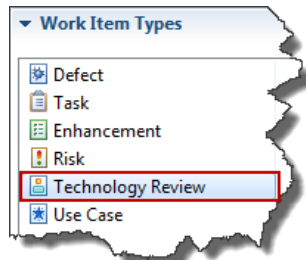 Work Item Types
Defect
Task
Enhancement
Risk
Technology Review
Use Case